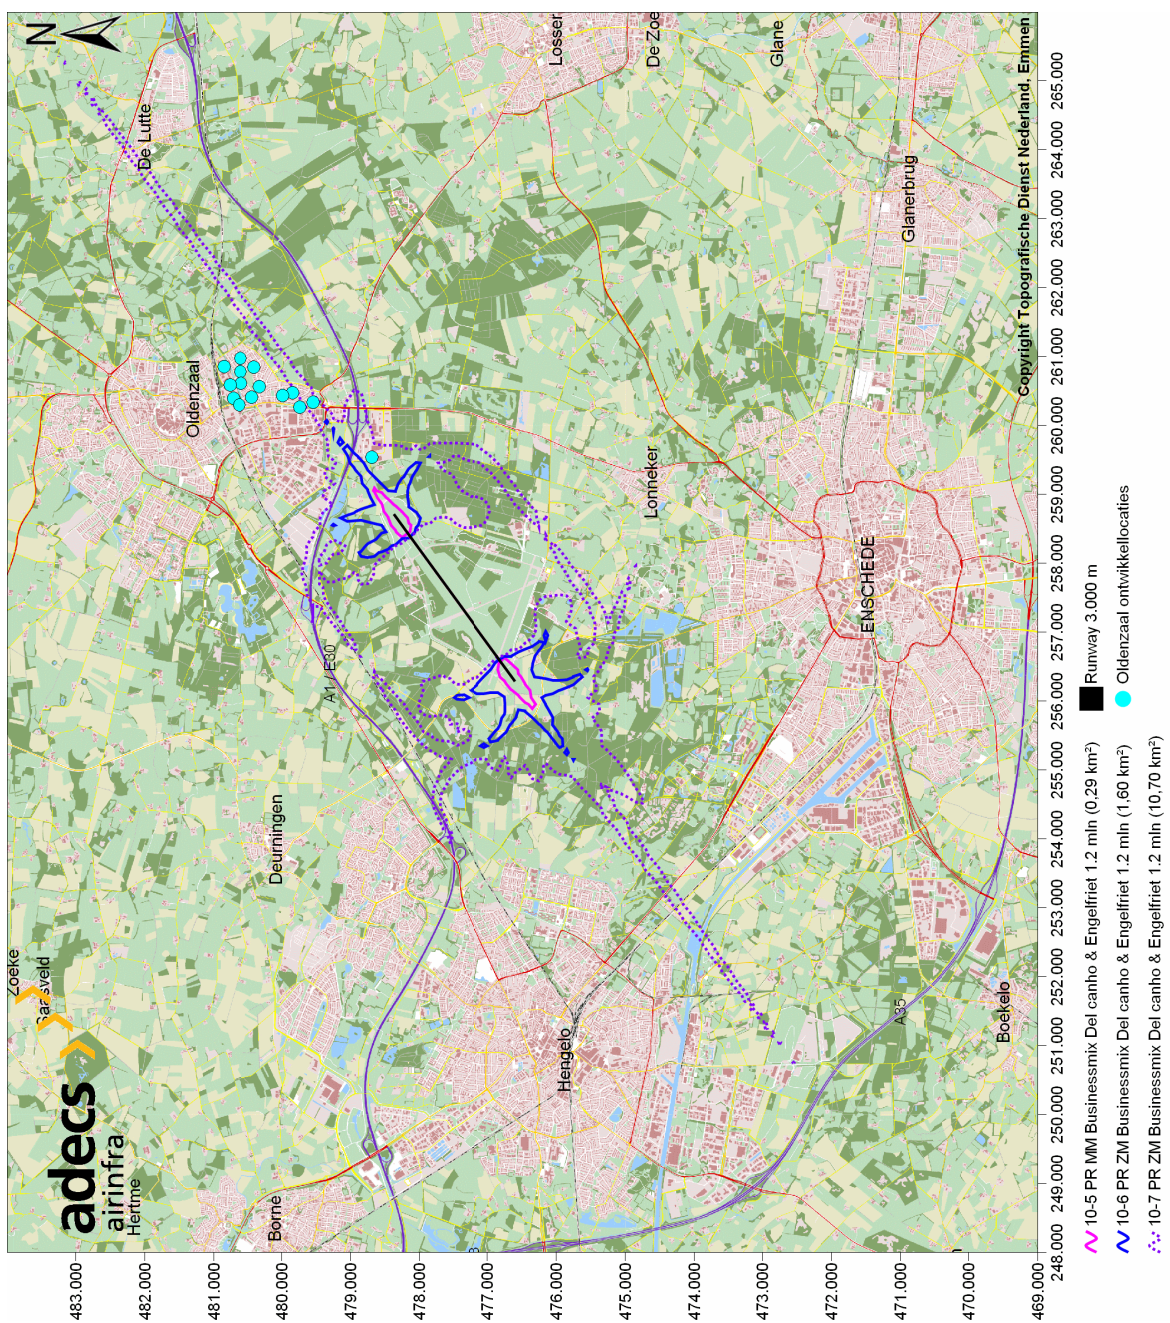 N
Zoeke
Saasveld
adecs
airinfra
Hertme
Borne
Deurningen
Hengelo
Boekelo
A35
A1 / E30
Oldenzaal
De Lutte
Losser
De Zoe
Glane
Glanerbrug
Lonneker
ENSCHEDE
Copyright Topografische Dienst Nederland, Emmen
483.000
482.000
481.000
480.000
479.000
478.000
477.000
476.000
475.000
474.000
473.000
472.000
471.000
470.000
469.000
248.000
249.000
250.000
251.000
252.000
253.000
254.000
255.000
256.000
257.000
258.000
259.000
260.000
261.000
262.000
263.000
264.000
265.000
10-5 PR MM Businessmix Del canho & Engelfriet 1.2 mln (0,29 km²)
10-6 PR ZM Businessmix Del canho & Engelfriet 1.2 mln (1,60 km²)
10-7 PR ZM Businessmix Del canho & Engelfriet 1.2 mln (10,70 km²)
Runway 3.000 m
Oldenzaal ontwikkellocaties